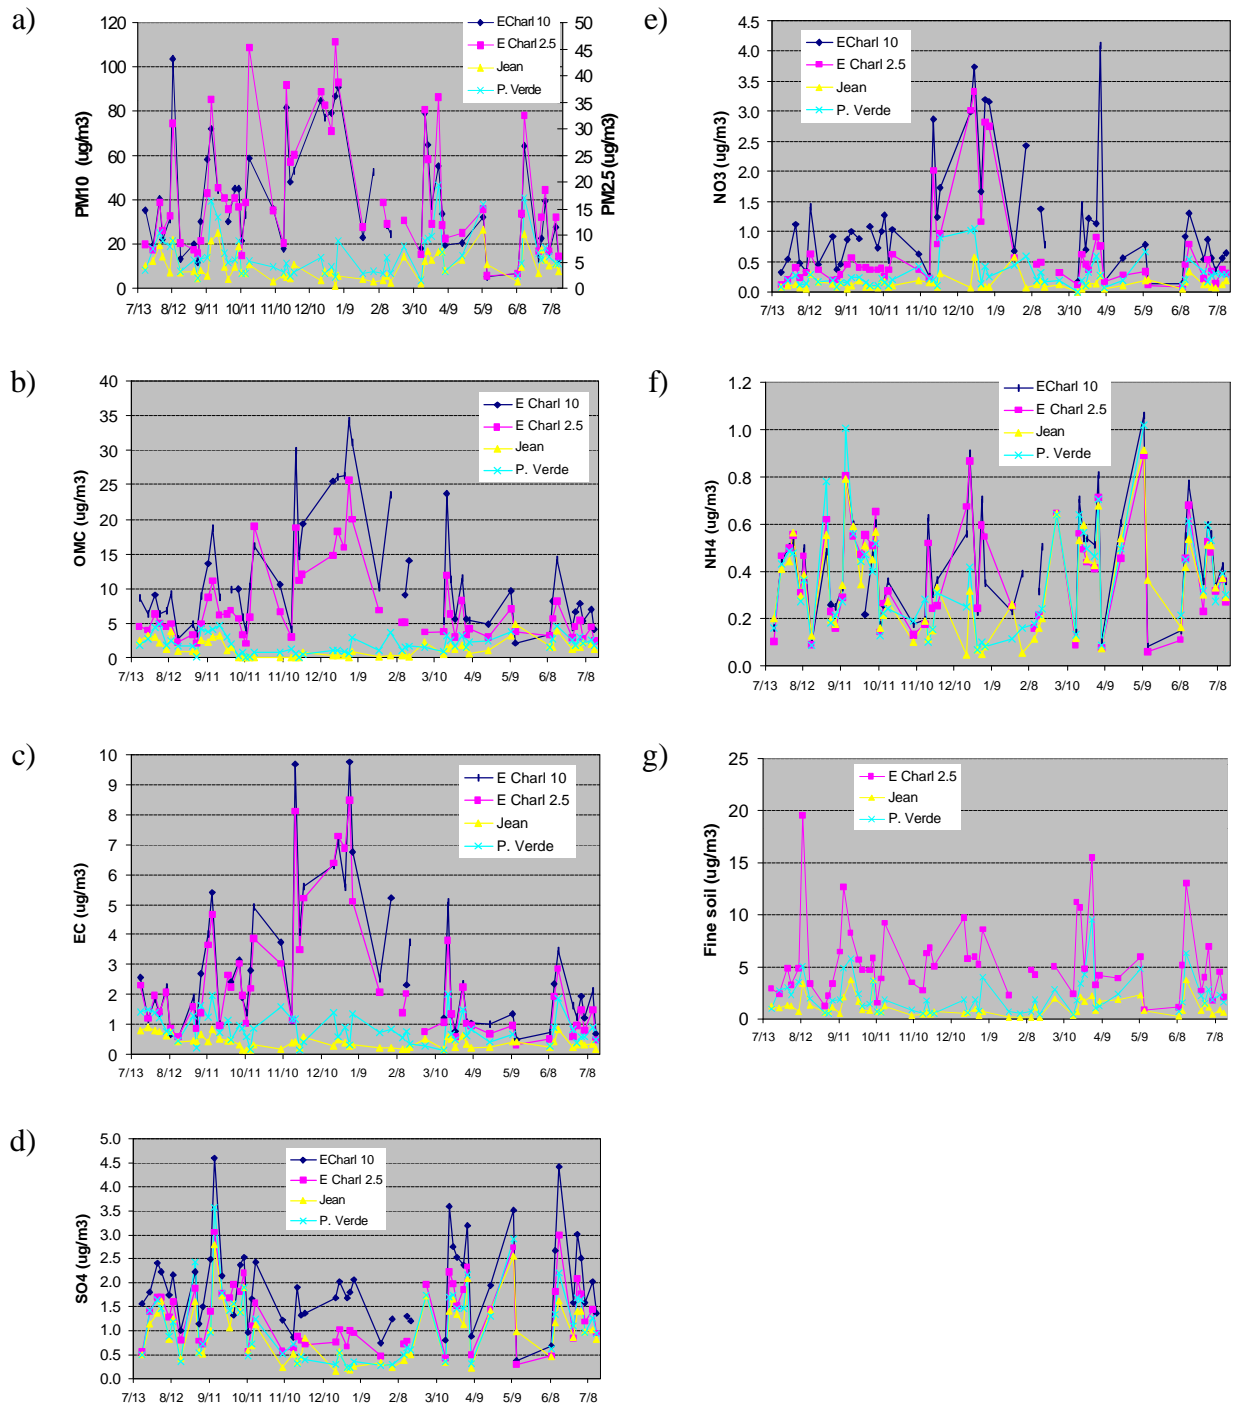 a)
120
100
80
60
40
20
0
PM10 (ug/m3)
50
45
40
35
30
25
20
15
10
5
0
PM2.5 (ug/m3)
ECharl 10
E Charl 2.5
Jean
P. Verde
7/13 8/12 9/11 10/11 11/10 12/10 1/9 2/8 3/10 4/9 5/9 6/8 7/8
b)
40
35
30
25
20
15
10
5
0
OMC (ug/m3)
E Charl 10
E Charl 2.5
Jean
P. Verde
7/13 8/12 9/11 10/11 11/10 12/10 1/9 2/8 3/10 4/9 5/9 6/8 7/8
c)
10
9
8
7
6
5
4
3
2
1
0
EC (ug/m3)
E Charl 10
E Charl 2.5
Jean
P. Verde
7/13 8/12 9/11 10/11 11/10 12/10 1/9 2/8 3/10 4/9 5/9 6/8 7/8
d)
5.0
4.5
4.0
3.5
3.0
2.5
2.0
1.5
1.0
0.5
0.0
SO4 (ug/m3)
ECharl 10
E Charl 2.5
Jean
P. Verde
7/13 8/12 9/11 10/11 11/10 12/10 1/9 2/8 3/10 4/9 5/9 6/8 7/8
e)
4.5
4.0
3.5
3.0
2.5
2.0
1.5
1.0
0.5
0.0
NO3 (ug/m3)
ECharl 10
E Charl 2.5
Jean
P. Verde
7/13 8/12 9/11 10/11 11/10 12/10 1/9 2/8 3/10 4/9 5/9 6/8 7/8
f)
1.2
1.0
0.8
0.6
0.4
0.2
0.0
NH4 (ug/m3)
ECharl 10
E Charl 2.5
Jean
P. Verde
7/13 8/12 9/11 10/11 11/10 12/10 1/9 2/8 3/10 4/9 5/9 6/8 7/8
g)
25
20
15
10
5
0
Fine soil (ug/m3)
E Charl 2.5
Jean
P. Verde
7/13 8/12 9/11 10/11 11/10 12/10 1/9 2/8 3/10 4/9 5/9 6/8 7/8